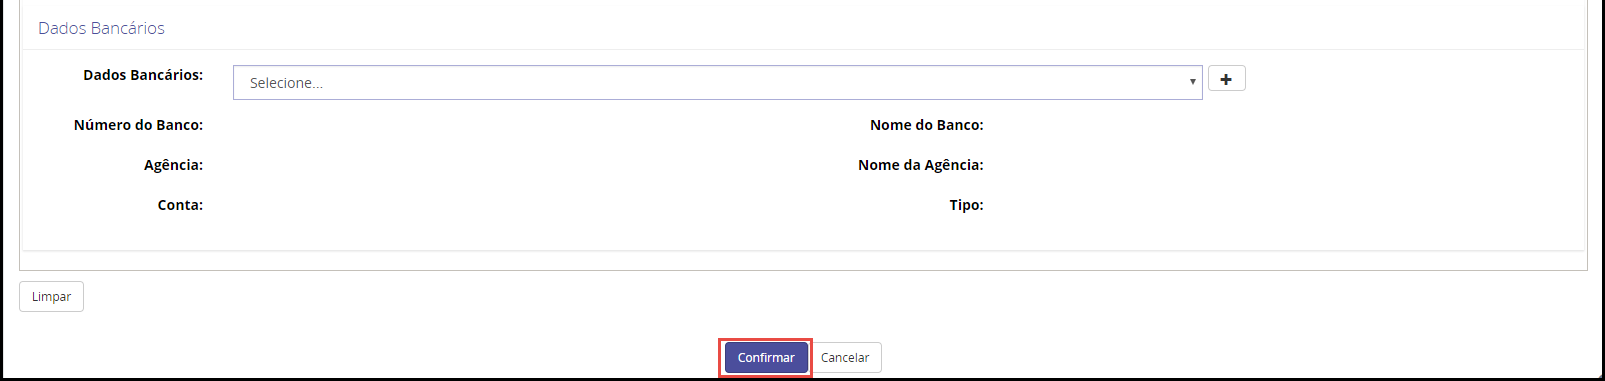 Dados Bancários
Dados Bancários: Selecione...
Número do Banco: Nome do Banco:
Agência: Nome da Agência:
Conta: Tipo:
Limpar
Confirmar Cancelar